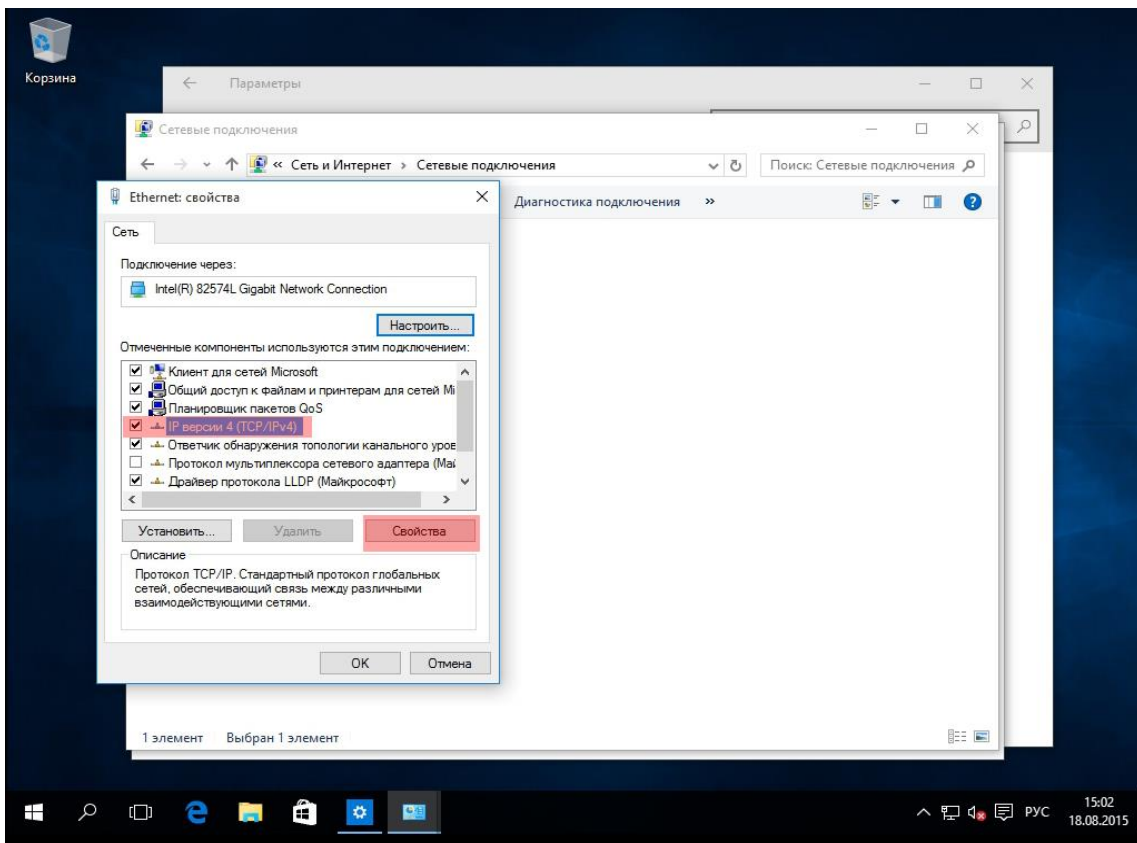 Корзина
Параметры
Сетевые подключения
« Сеть и Интернет › Сетевые подключения
Поиск: Сетевые подключения
Ethernet: свойства
Диагностика подключения »
Сеть
Подключение через:
Intel(R) 82574L Gigabit Network Connection
Настроить...
Отмеченные компоненты используются этим подключением:
Клиент для сетей Microsoft
Общий доступ к файлам и принтерам для сетей Mi
Планировщик пакетов QoS
IP версии 4 (TCP/IPv4)
Ответчик обнаружения топологии канального уров
Протокол мультиплексора сетевого адаптера (Май
Драйвер протокола LLDP (Майкрософт)
Установить... Удалить Свойства
Описание
Протокол TCP/IP. Стандартный протокол глобальных
сетей, обеспечивающий связь между различными
взаимодействующими сетями.
OK Отмена
1 элемент Выбран 1 элемент
РУС 15:02
18.08.2015